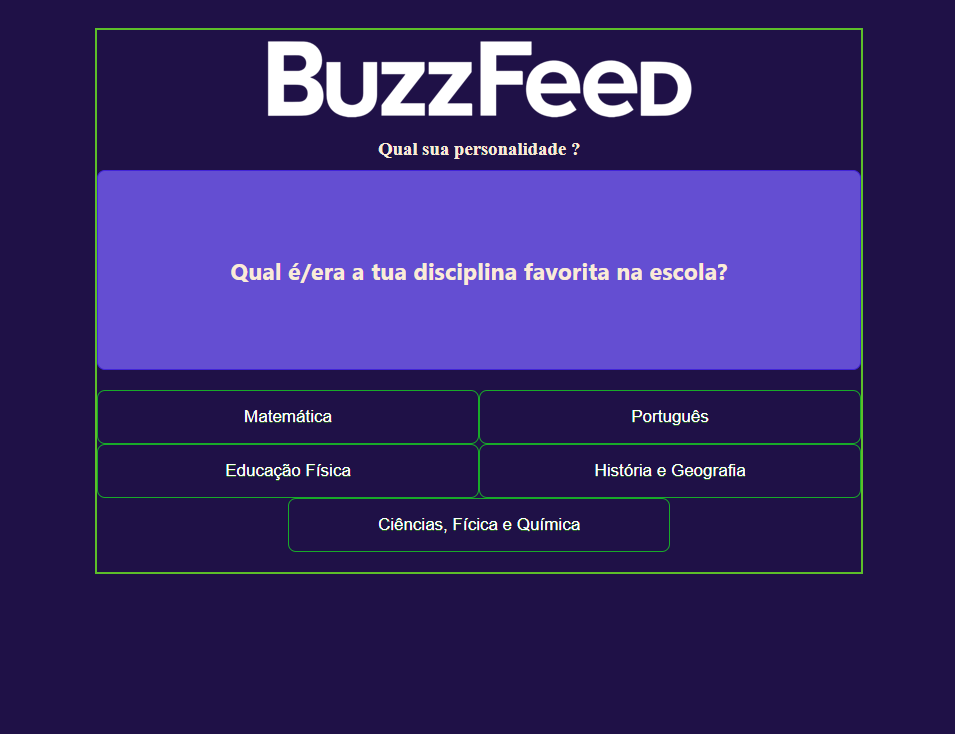 BuzzFeed
Qual sua personalidade ?
Qual é/era a tua disciplina favorita na escola?
Matemática
Português
Educação Física
História e Geografia
Ciências, Fícica e Química